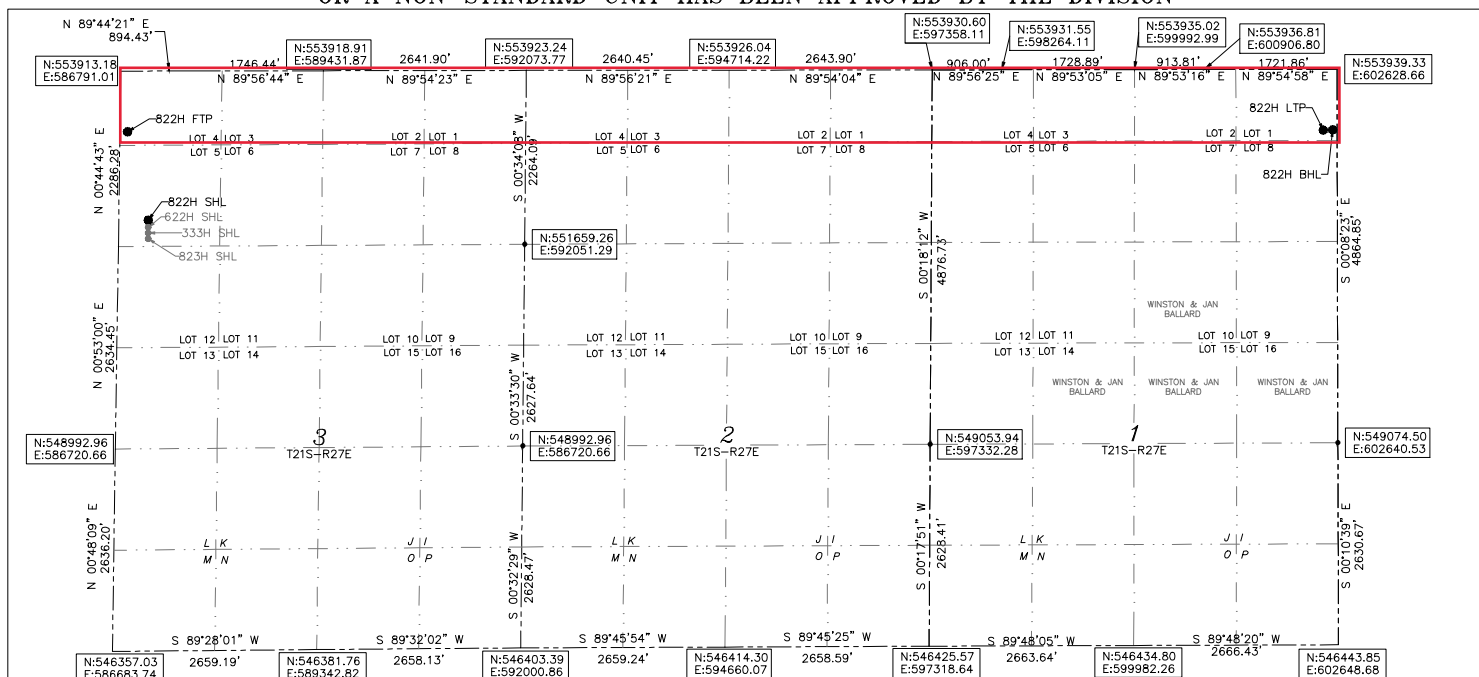 OR A NON-STANDARD UNIT HAS BEEN APPROVED BY THE DIVISION
N 89°44'21" E
894.43'
N:553913.18
E:586791.01
1746.44'
N 89°56'44" E
N:553918.91
E:589431.87
2641.90'
N 89°54'23" E
N:553923.24
E:592073.77
2640.45'
N 89°56'21" E
N:553926.04
E:594714.22
2643.90'
N 89°54'04" E
N:553930.60
E:597358.11
906.00'
N 89°56'25" E
N:553931.55
E:598264.11
1728.89'
N 89°53'05" E
N:553935.02
E:599992.99
913.81'
N 89°53'16" E
N:553936.81
E:600906.80
1721.86'
N 89°54'58" E
N:553939.33
E:602628.66
822H FTP
822H LTP
822H BHL
LOT 4 LOT 3
LOT 5 LOT 6
LOT 2 LOT 1
LOT 7 LOT 8
LOT 4 LOT 3
LOT 5 LOT 6
LOT 2 LOT 1
LOT 7 LOT 8
LOT 4 LOT 3
LOT 5 LOT 6
LOT 2 LOT 1
LOT 7 LOT 8
N 00°44'43" E
2286.28'
S 00°34'08" W
2264.09'
S 00°18'12" W
4876.73'
S 00°08'23" E
4864.85'
822H SHL
622H SHL
333H SHL
823H SHL
N:551659.26
E:592051.29
WINSTON & JAN
BALLARD
N 00°53'00" E
2634.45'
S 00°33'30" W
2627.64'
LOT 12 LOT 11
LOT 13 LOT 14
LOT 10 LOT 9
LOT 15 LOT 16
LOT 12 LOT 11
LOT 13 LOT 14
LOT 10 LOT 9
LOT 15 LOT 16
LOT 12 LOT 11
LOT 13 LOT 14
LOT 10 LOT 9
LOT 15 LOT 16
WINSTON & JAN
BALLARD
WINSTON & JAN
BALLARD
WINSTON & JAN
BALLARD
N:548992.96
E:586720.66
3
T21S-R27E
N:548992.96
E:586720.66
2
T21S-R27E
N:549053.94
E:597332.28
1
T21S-R27E
N:549074.50
E:602640.53
N 00°48'09" E
2636.20'
S 00°32'29" W
2628.47'
S 00°17'51" W
2628.41'
S 00°10'39" E
2630.67'
L K
M N
J I
O P
L K
M N
J I
O P
L K
M N
J I
O P
S 89°28'01" W
2659.19'
S 89°32'02" W
2658.13'
S 89°45'54" W
2659.24'
S 89°45'25" W
2658.59'
S 89°48'05" W
2663.64'
S 89°48'20" W
2666.43'
N:546357.03
E:586683.74
N:546381.76
E:589342.82
N:546403.39
E:592000.86
N:546414.30
E:594660.07
N:546425.57
E:597318.64
N:546434.80
E:599982.26
N:546443.85
E:602648.68